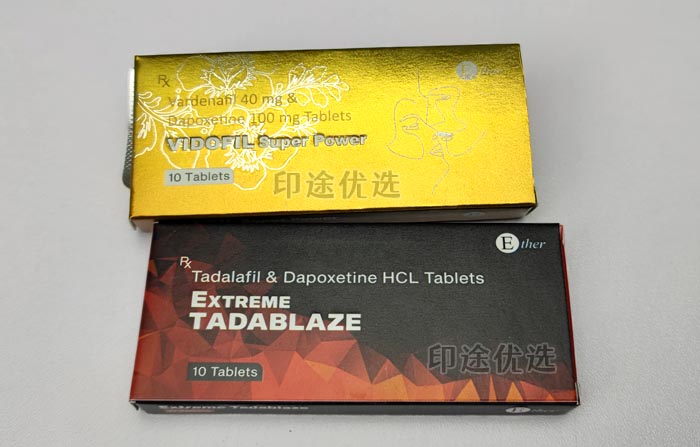 Ether
Rx
Vardenafil 40 mg &
Dapoxetine 100 mg Tablets
VIDOFIL Super Power
10 Tablets
印途优选
Ether
Rx
Tadalafil & Dapoxetine HCL Tablets
EXTREME
TADABLAZE
印途优选
10 Tablets
Extreme Tadablaze
Ether